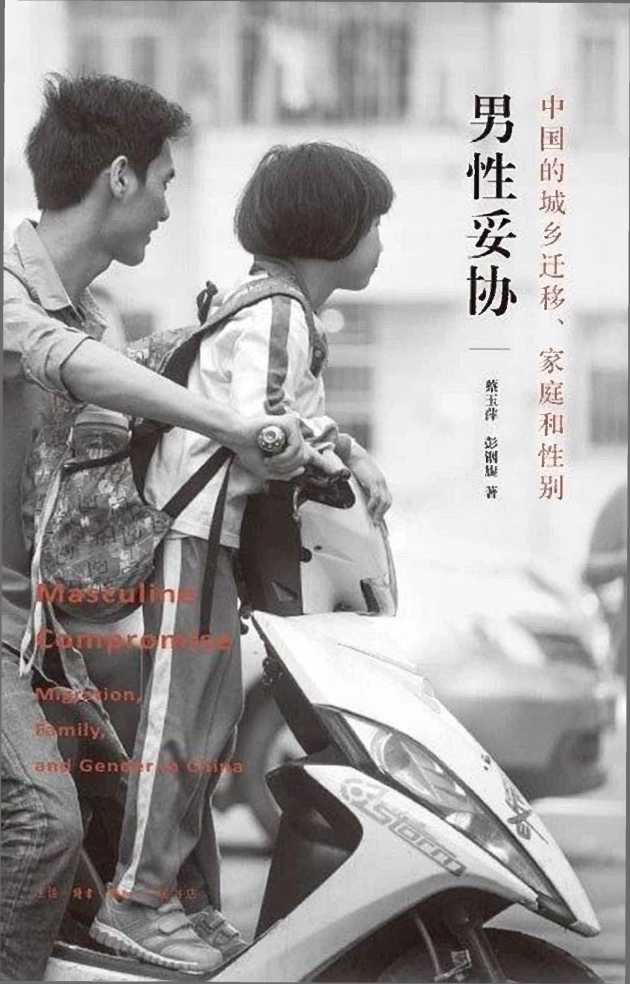 中国的城乡迁移、家庭和性别
男性妥协
蔡玉萍 彭铟旎 著
Masculine
Compromise
Migration,
Family,
and Gender in China
Storm